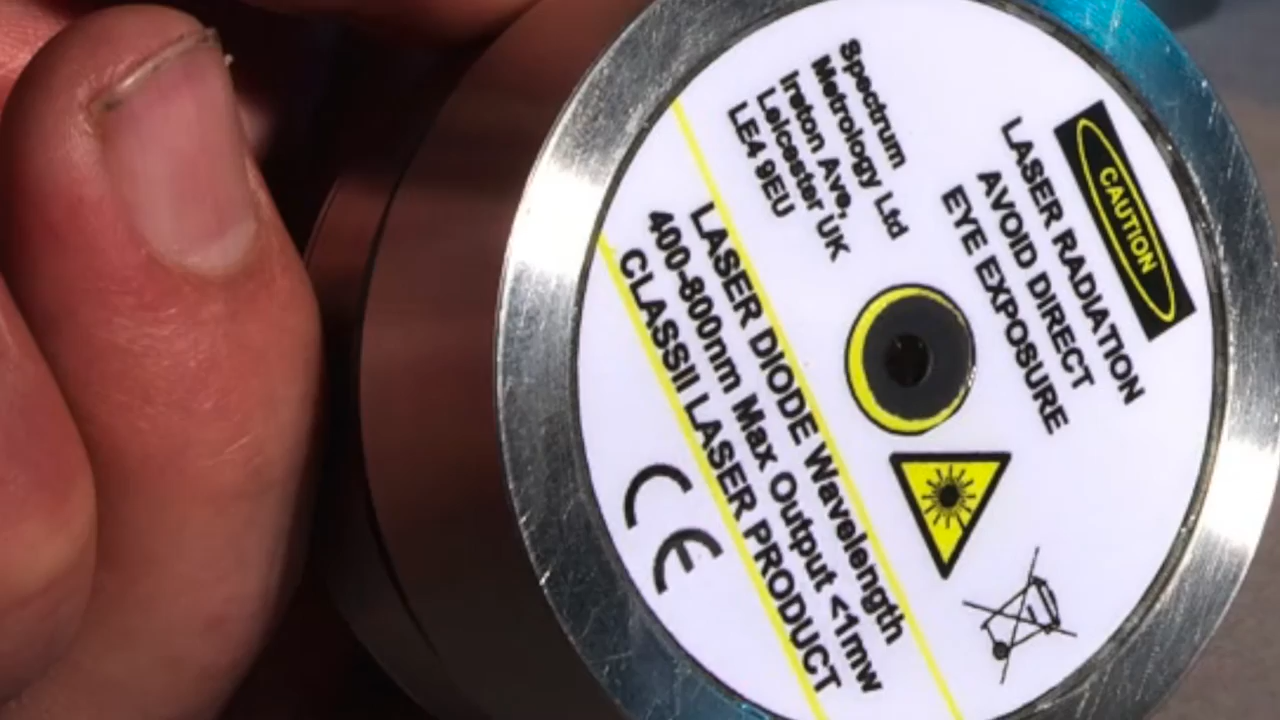 CAUTION
LASER RADIATION
AVOID DIRECT
EYE EXPOSURE
Spectrum
Metrology Ltd
Ireton Ave,
Leicester UK
LE4 9EU
LASER DIODE Wavelength
400-800nm Max Output <1mw
CLASSII LASER PRODUCT
CE